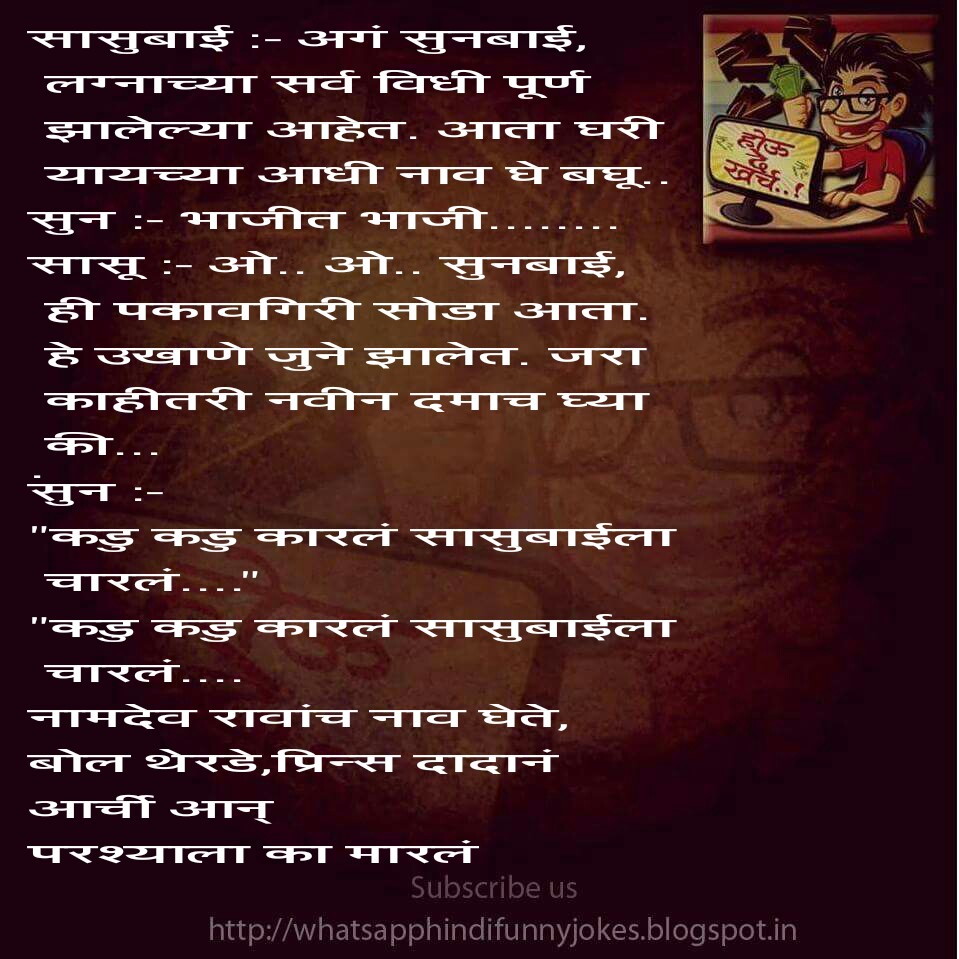 सासुबाई :- अगं सुनबाई,
लग्नाच्या सर्व विधी पूर्ण
झालेल्या आहेत. आता घरी
यायच्या आधी नाव घे बघू..
सुन :- भाजीत भाजी........
सासू :- ओ.. ओ.. सुनबाई,
ही पकावगिरी सोडा आता.
हे उखाणे जुने झालेत. जरा
काहीतरी नवीन दमाच घ्या
की...
.
सुन :-
"कडु कडु कारलं सासुबाईला
चारलं...."
"कडु कडु कारलं सासुबाईला
चारलं....
नामदेव रावांच नाव घेते,
बोल थेरडे,प्रिन्स दादानं
आर्ची आन्
परश्याला का मारलं
होऊ
दे
खर्च..!
Subscribe us
http://whatsapphindifunnyjokes.blogspot.in